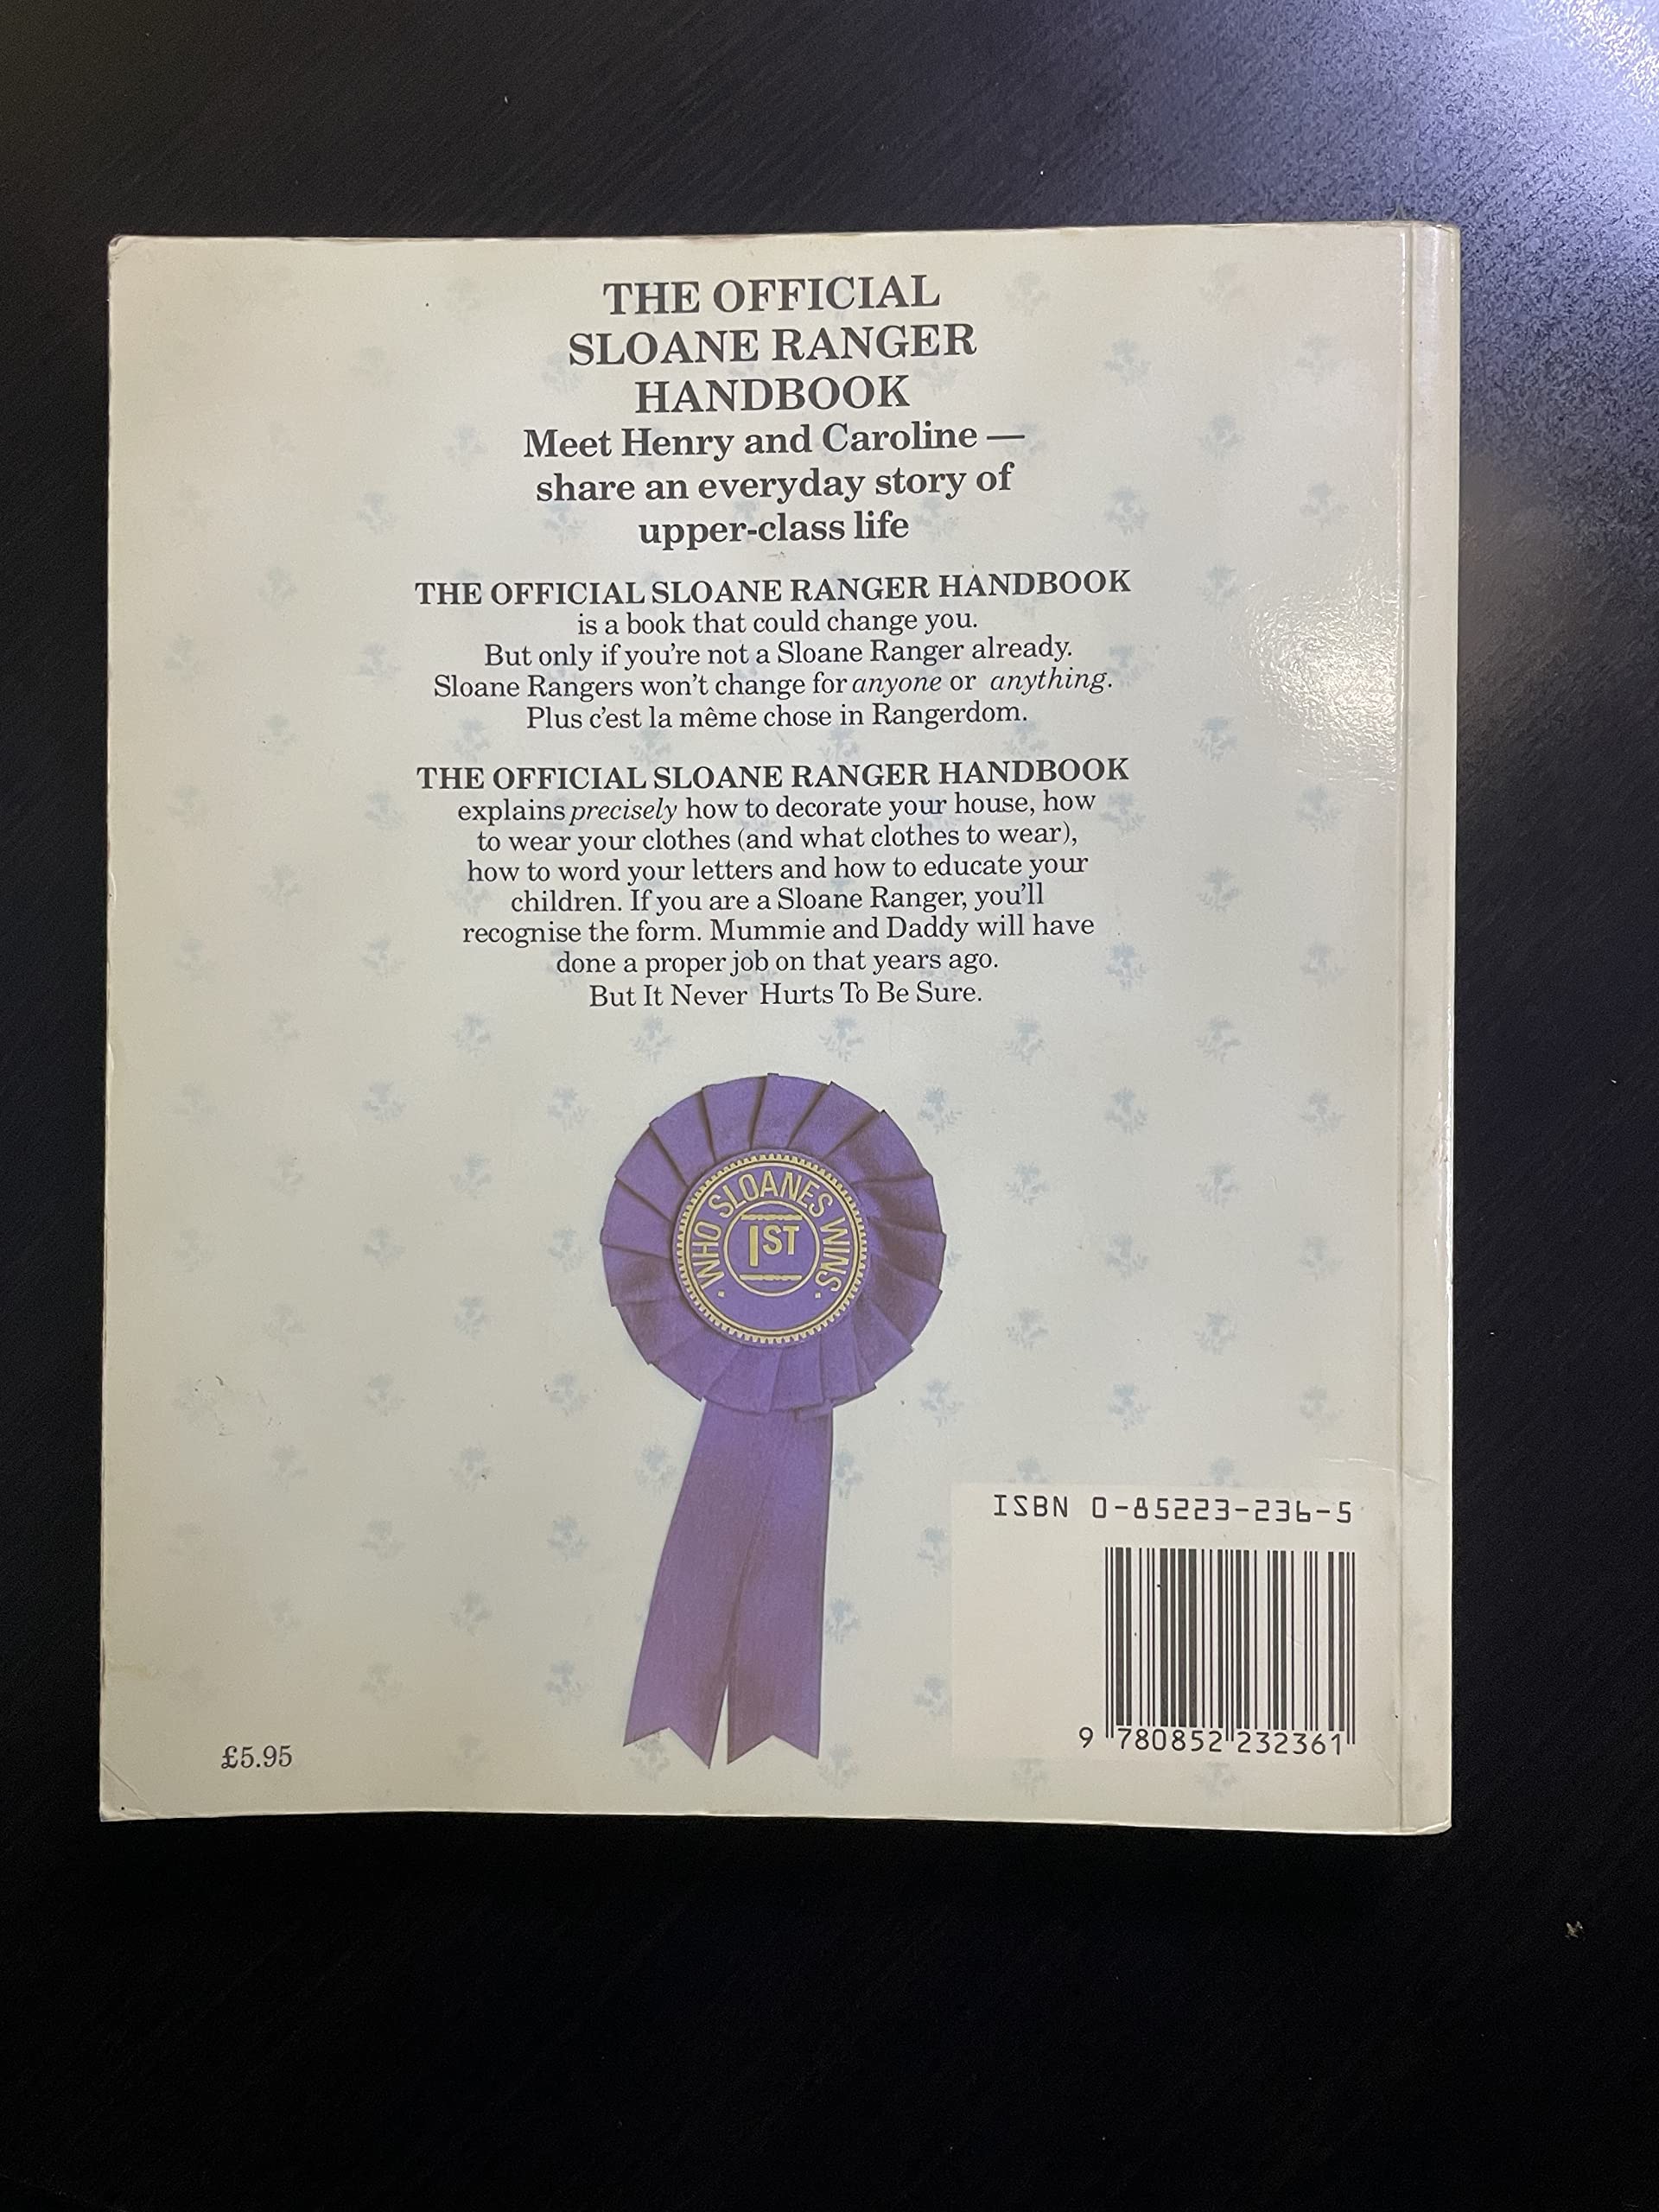 THE OFFICIAL
SLOANE RANGER
HANDBOOK
Meet Henry and Caroline —
share an everyday story of
upper-class life
THE OFFICIAL SLOANE RANGER HANDBOOK
is a book that could change you.
But only if you're not a Sloane Ranger already.
Sloane Rangers won't change for anyone or anything.
Plus c'est la même chose in Rangerdom.
THE OFFICIAL SLOANE RANGER HANDBOOK
explains precisely how to decorate your house, how
to wear your clothes (and what clothes to wear),
how to word your letters and how to educate your
children. If you are a Sloane Ranger, you'll
recognise the form. Mummie and Daddy will have
done a proper job on that years ago.
But It Never Hurts To Be Sure.
· WHO SLOANES WINS ·
1ST
ISBN 0-85223-236-5
9 780852 232361
£5.95